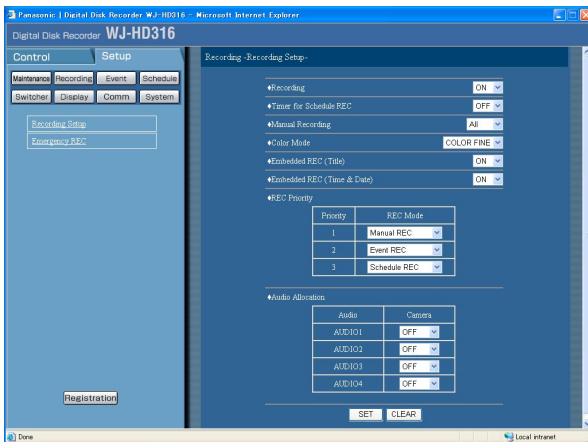 Panasonic | Digital Disk Recorder WJ-HD316 - Microsoft Internet Explorer
Digital Disk Recorder WJ-HD316
Control Setup
Maintenance Recording Event Schedule
Switcher Display Comm System
Recording Setup
Emergency REC
Registration
Recording -Recording Setup-
♦Recording ON
♦Timer for Schedule REC OFF
♦Manual Recording All
♦Color Mode COLOR FINE
♦Embedded REC (Title) ON
♦Embedded REC (Time & Date) ON
♦REC Priority
Priority REC Mode
1 Manual REC
2 Event REC
3 Schedule REC
♦Audio Allocation
Audio Camera
AUDIO1 OFF
AUDIO2 OFF
AUDIO3 OFF
AUDIO4 OFF
SET CLEAR
Done Local intranet